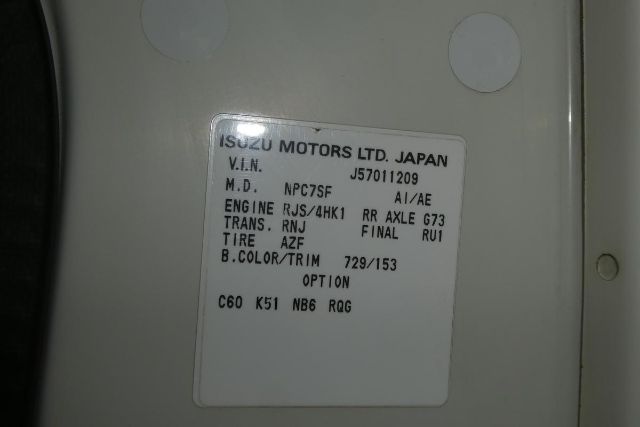 ISUZU MOTORS LTD. JAPAN
V.I.N. J57011209
M.D. NPC7SF AI/AE
ENGINE RJS/4HK1 RR AXLE G73
TRANS. RNJ FINAL RU1
TIRE AZF
B.COLOR/TRIM 729/153
OPTION
C60 K51 NB6 RQG